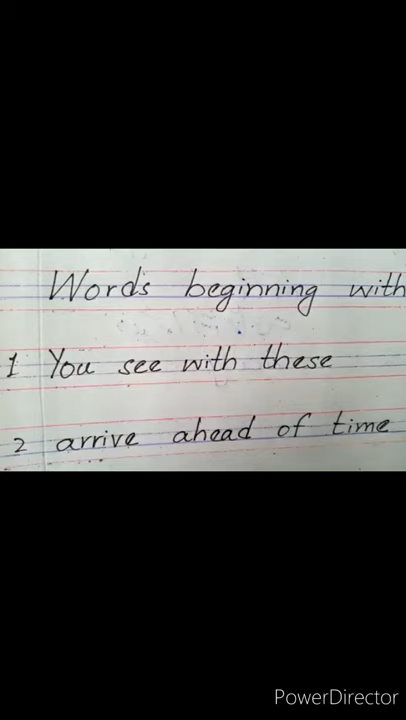 Words beginning with
1 You see with these
2 arrive ahead of time
PowerDirector